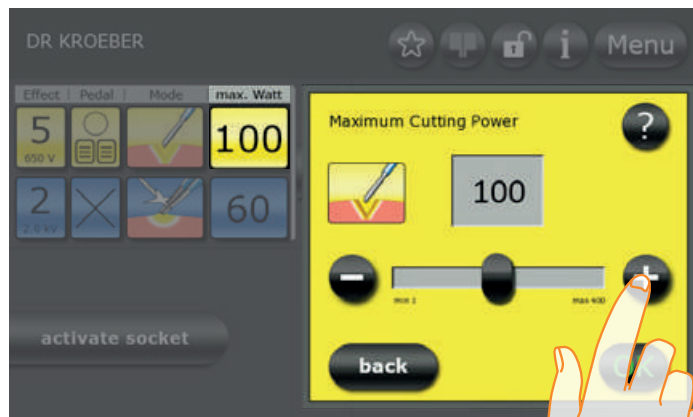 DR KROEBER
i
Menu
Effect | Pedal | Mode
max. Watt
5
650 V
100
2
2.0 kV
60
activate socket
Maximum Cutting Power
?
100
-
+
min 1
max 400
back
OK